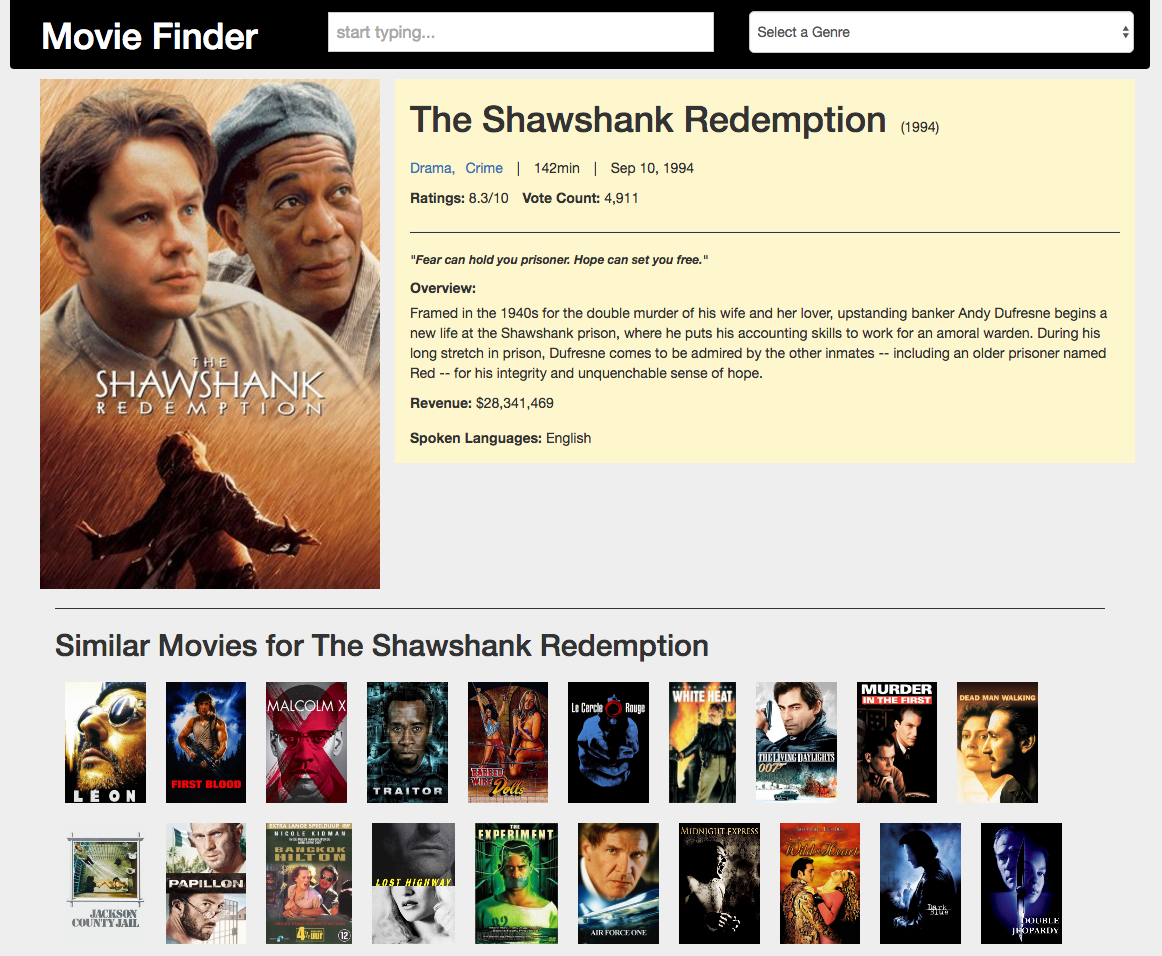 Movie Finder
start typing...
Select a Genre
The Shawshank Redemption (1994)
Drama, Crime | 142min | Sep 10, 1994
Ratings: 8.3/10 Vote Count: 4,911
"Fear can hold you prisoner. Hope can set you free."
Overview:
Framed in the 1940s for the double murder of his wife and her lover, upstanding banker Andy Dufresne begins a
new life at the Shawshank prison, where he puts his accounting skills to work for an amoral warden. During his
long stretch in prison, Dufresne comes to be admired by the other inmates -- including an older prisoner named
Red -- for his integrity and unquenchable sense of hope.
Revenue: $28,341,469
Spoken Languages: English
THE
SHAWSHANK
REDEMPTION
Similar Movies for The Shawshank Redemption
LEON
FIRST BLOOD
MALCOLM X
TRAITOR
BARBED
WIRE
Dolls
Le Cercle Rouge
WHITE HEAT
THE LIVING DAYLIGHTS
007
MURDER
IN THE FIRST
DEAD MAN WALKING
JACKSON
COUNTY JAIL
PAPILLON
EXTRA LANGE SPEELDUUR
NICOLE KIDMAN
BANGKOK
HILTON
12
LOST HIGHWAY
THE
EXPERIMENT
AIR FORCE ONE
MIDNIGHT EXPRESS
Wild at Heart
Dark
Blue
DOUBLE
JEOPARDY